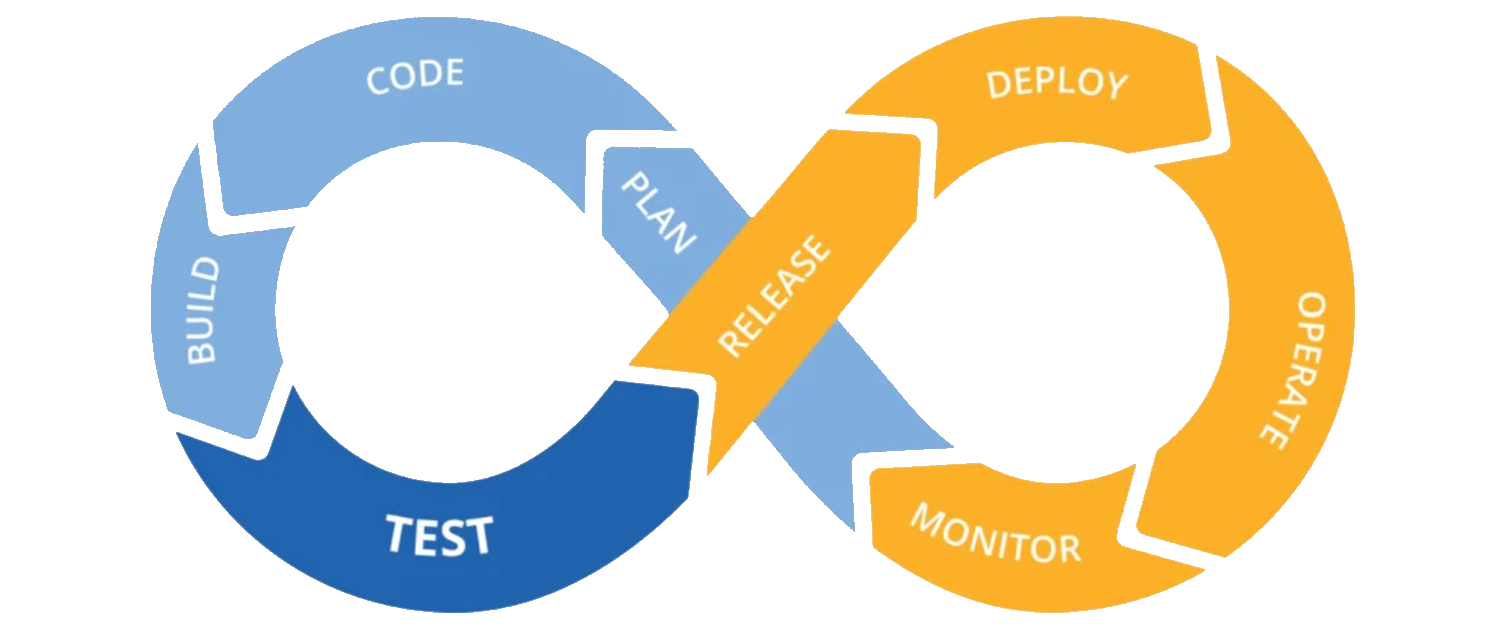 PLAN
CODE
BUILD
TEST
RELEASE
DEPLOY
OPERATE
MONITOR